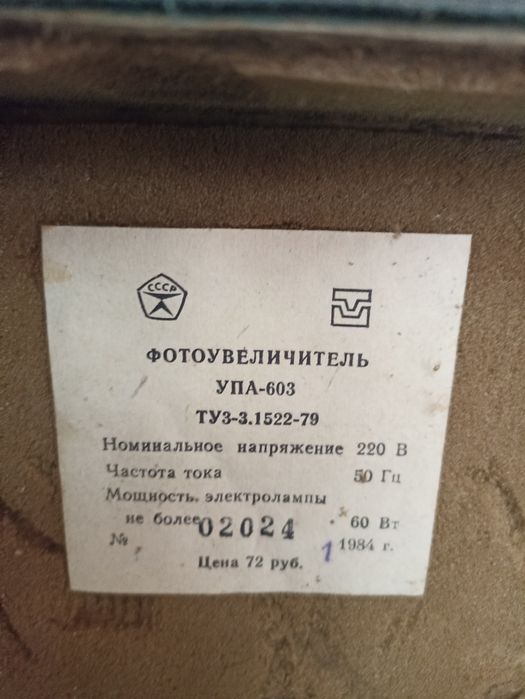 СССР
ФОТОУВЕЛИЧИТЕЛЬ
УПА-603
ТУ3-3.1522-79
Номинальное напряжение 220 В
Частота тока 50 Гц
Мощность электролампы
не более 60 Вт
№ 02024 1 1984 г.
Цена 72 руб.